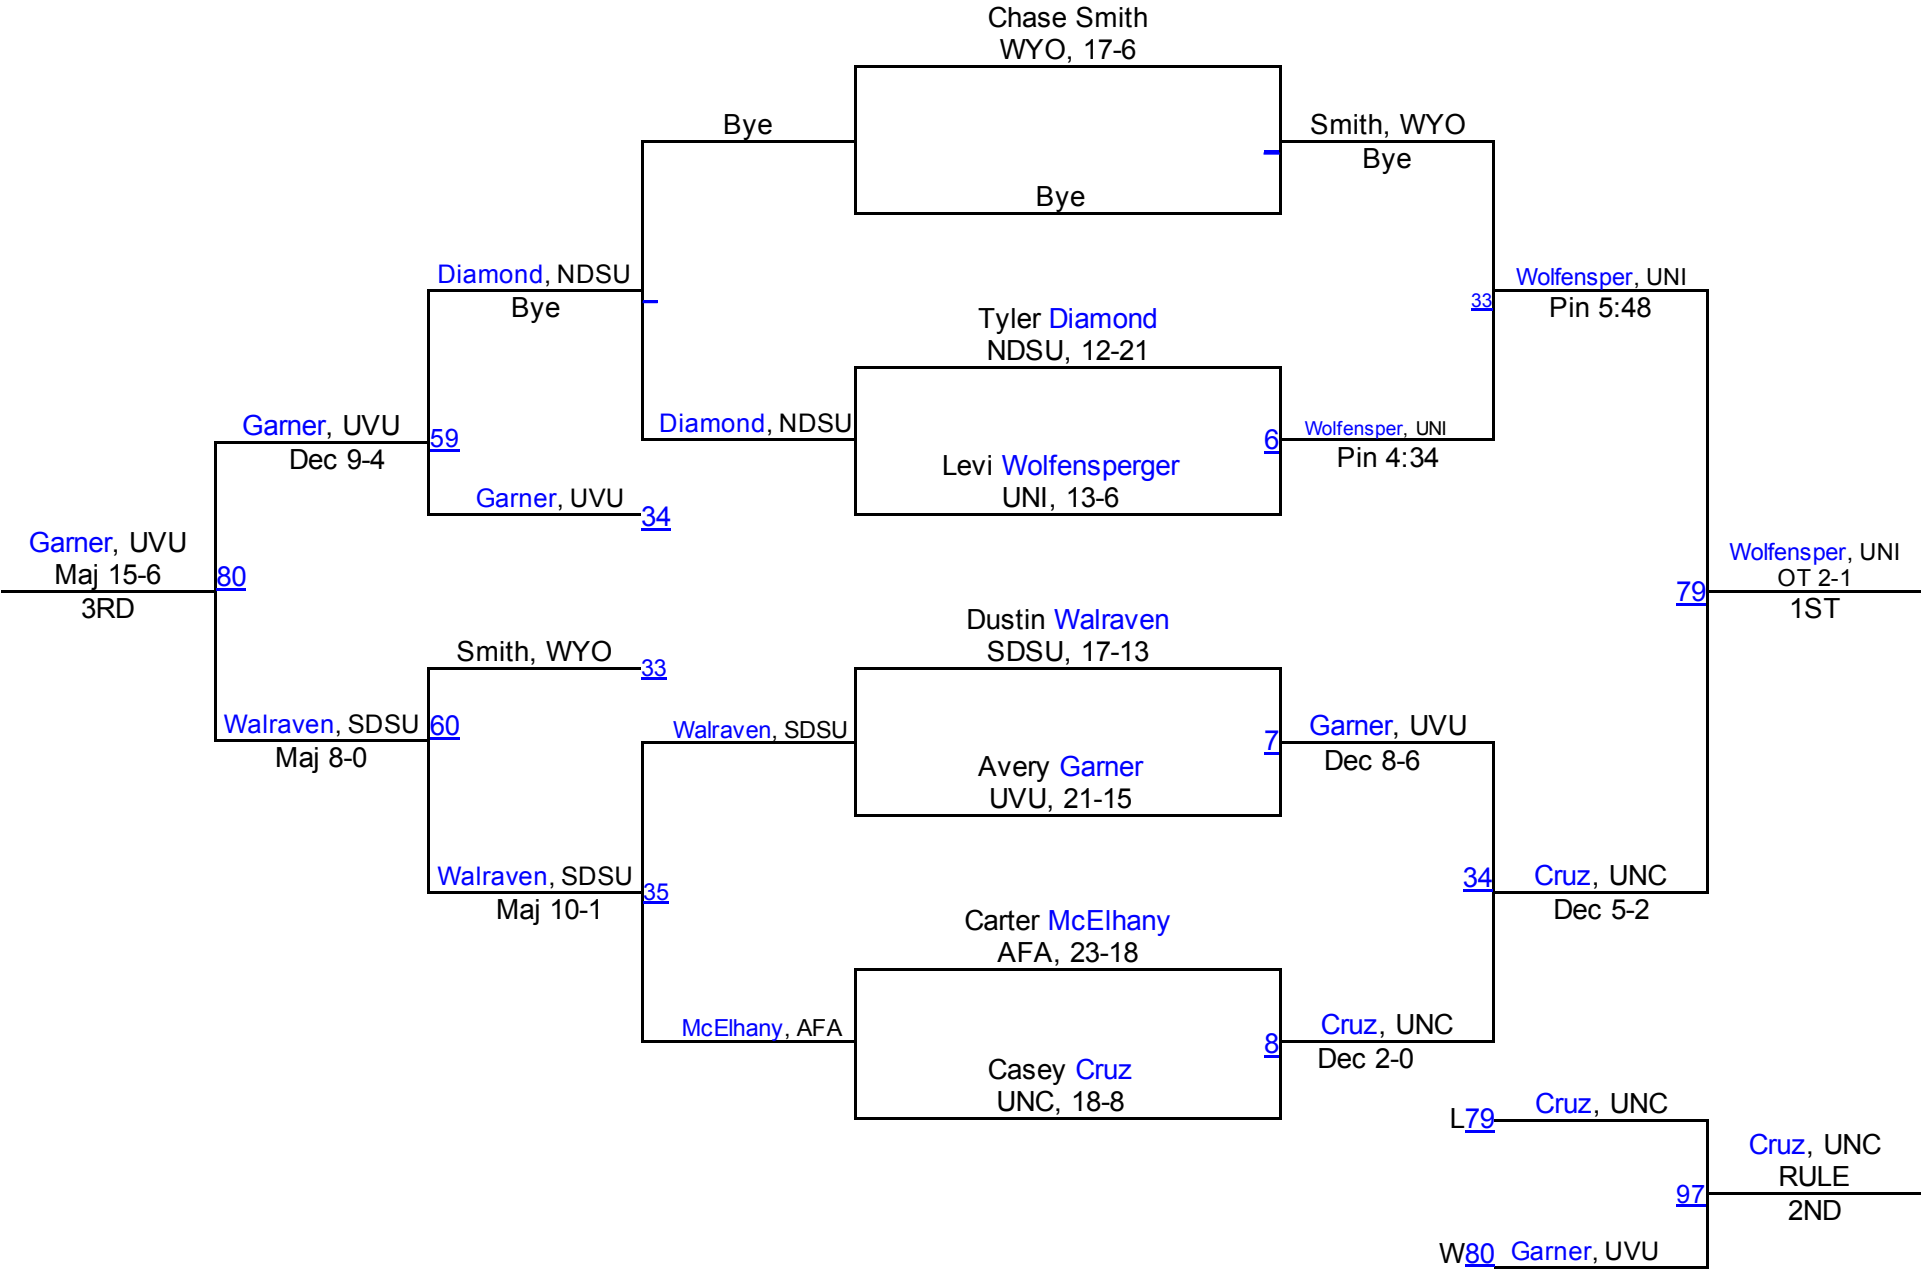 Chase Smith
WYO, 17-6
Bye
Smith, WYO
Bye
Bye
Diamond, NDSU
Bye
Wolfensper, UNI
33
Pin 5:48
Tyler Diamond
NDSU, 12-21
Garner, UVU
59
Dec 9-4
Diamond, NDSU
6
Wolfensper, UNI
Pin 4:34
Levi Wolfensperger
UNI, 13-6
Garner, UVU
34
Garner, UVU
Maj 15-6
80
3RD
Wolfensper, UNI
OT 2-1
79
1ST
Dustin Walraven
SDSU, 17-13
Smith, WYO
33
Walraven, SDSU
60
Maj 8-0
Walraven, SDSU
7
Garner, UVU
Dec 8-6
Avery Garner
UVU, 21-15
Walraven, SDSU
35
Maj 10-1
34
Cruz, UNC
Dec 5-2
Carter McElhany
AFA, 23-18
McElhany, AFA
8
Cruz, UNC
Dec 2-0
Casey Cruz
UNC, 18-8
L79
Cruz, UNC
Cruz, UNC
RULE
97
2ND
W80
Garner, UVU